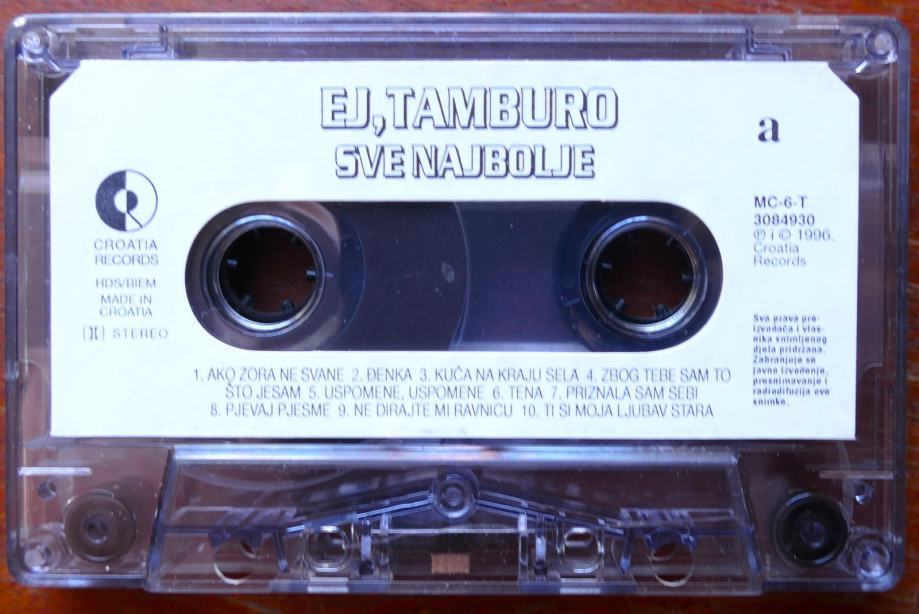 EJ, TAMBURO
SVE NAJBOLJE
a
CROATIA
RECORDS
HDS/BIEM
MADE IN
CROATIA
STEREO
MC-6-T
3084930
℗ i © 1996.
Croatia
Records
Sva prava pro-
izvođača i vlas-
nika snimljenog
djela pridržana.
Zabranjuje se
javno izvođenje,
presnimavanje i
radiodifuzija ove
snimke.
1. AKO ZORA NE SVANE 2. ĐENKA 3. KUĆA NA KRAJU SELA 4. ZBOG TEBE SAM TO
ŠTO JESAM 5. USPOMENE, USPOMENE 6. TENA 7. PRIZNALA SAM SEBI
8. PJEVAJ PJESME 9. NE DIRAJTE MI RAVNICU 10. TI SI MOJA LJUBAV STARA